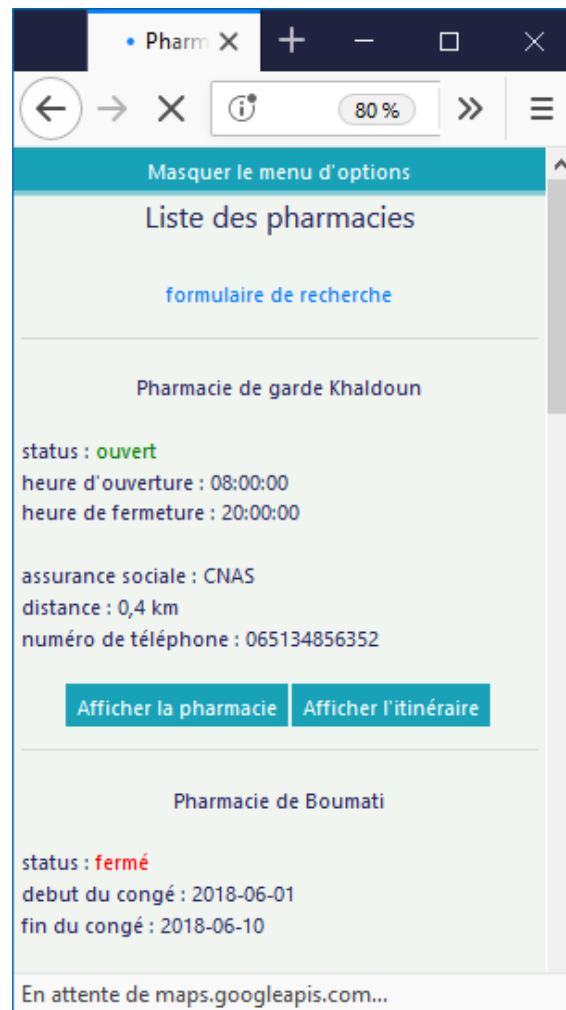 Pharm
80 %
Masquer le menu d'options
Liste des pharmacies
formulaire de recherche
Pharmacie de garde Khaldoun
status : ouvert
heure d'ouverture : 08:00:00
heure de fermeture : 20:00:00
assurance sociale : CNAS
distance : 0,4 km
numéro de téléphone : 065134856352
Afficher la pharmacie Afficher l'itinéraire
Pharmacie de Boumati
status : fermé
debut du congé : 2018-06-01
fin du congé : 2018-06-10
En attente de maps.googleapis.com...